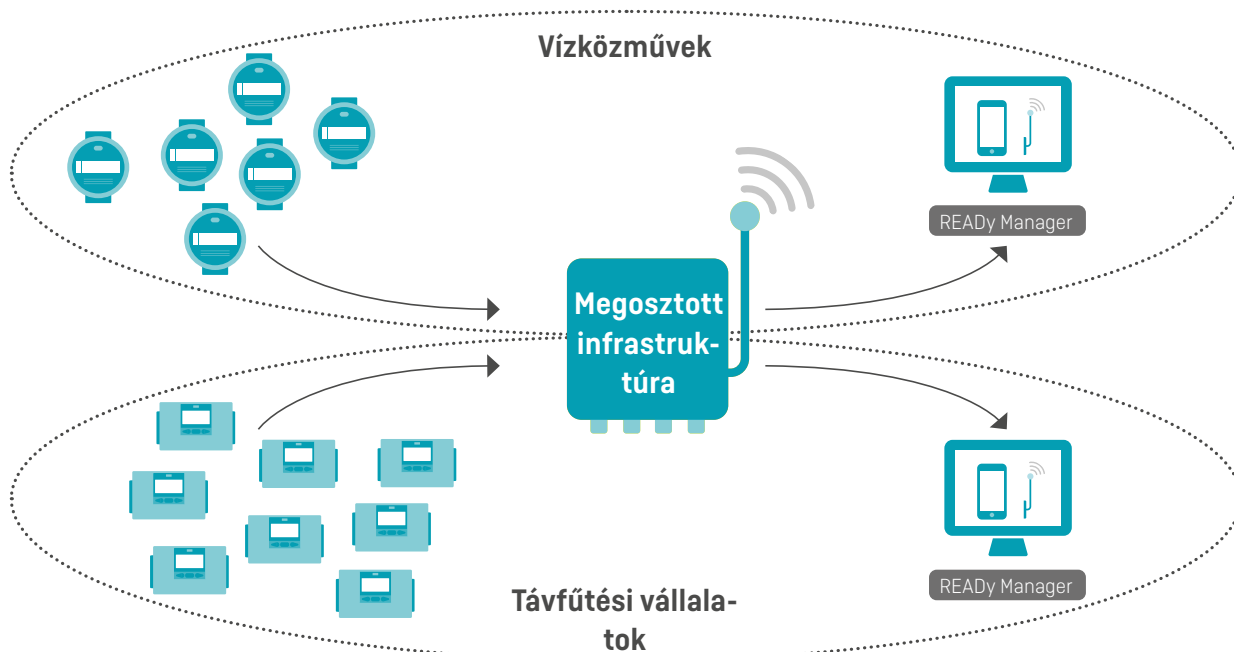 Vízközművek
READy Manager
Megosztott
infrastruk-
túra
READy Manager
Távfűtési vállala-
tok